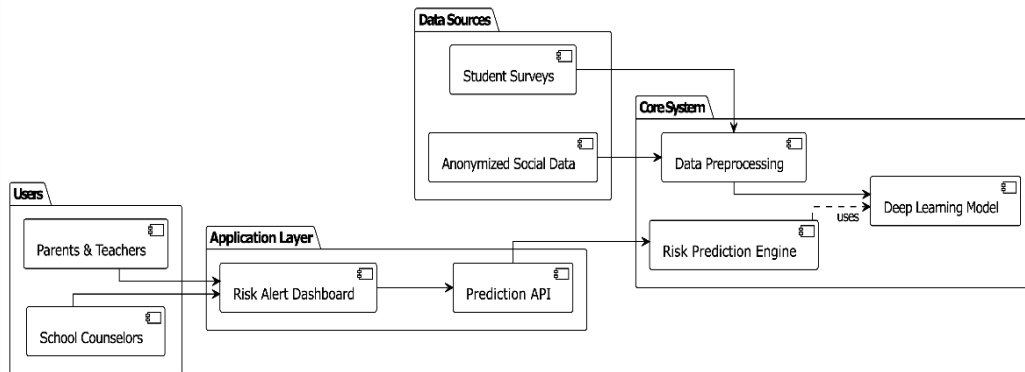 Data Sources
Student Surveys
Anonymized Social Data
Core System
Data Preprocessing
Deep Learning Model
uses
Risk Prediction Engine
Users
Parents & Teachers
School Counselors
Application Layer
Risk Alert Dashboard
Prediction API